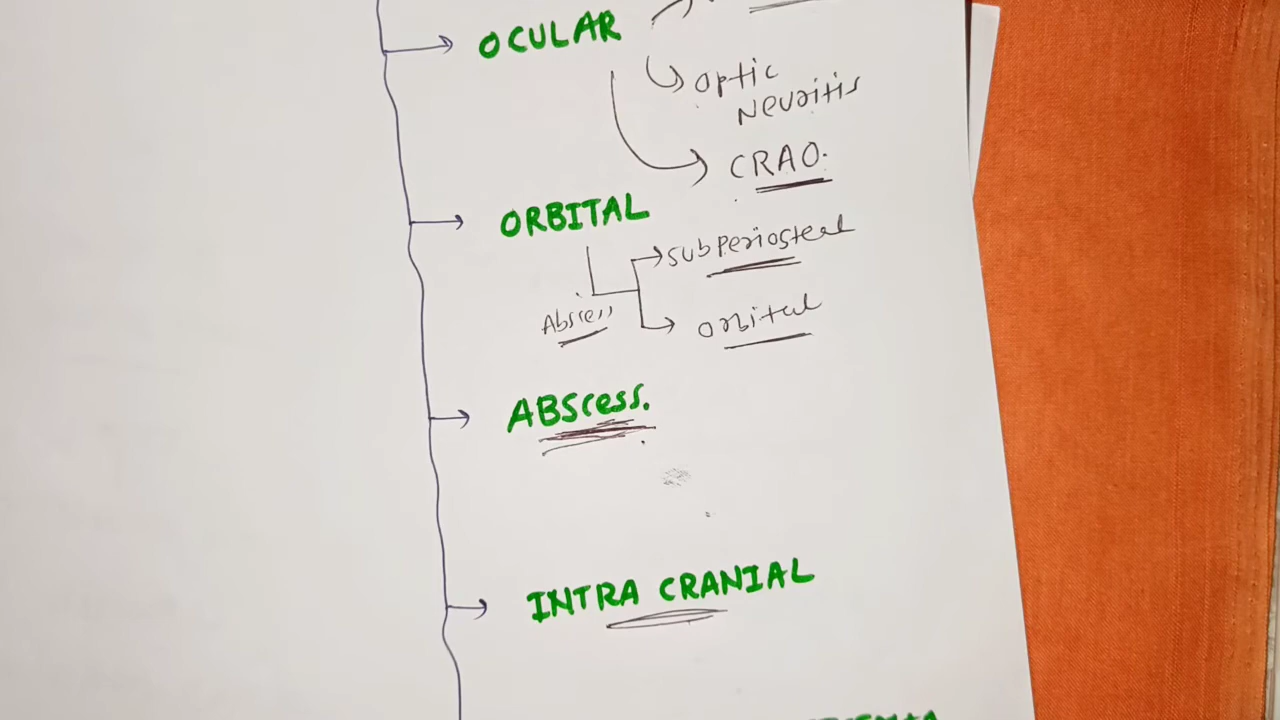 OCULAR
Optic
Neuritis
CRAO.
ORBITAL
Subperiosteal
Abscess
Orbital
ABScess.
INTRA CRANIAL